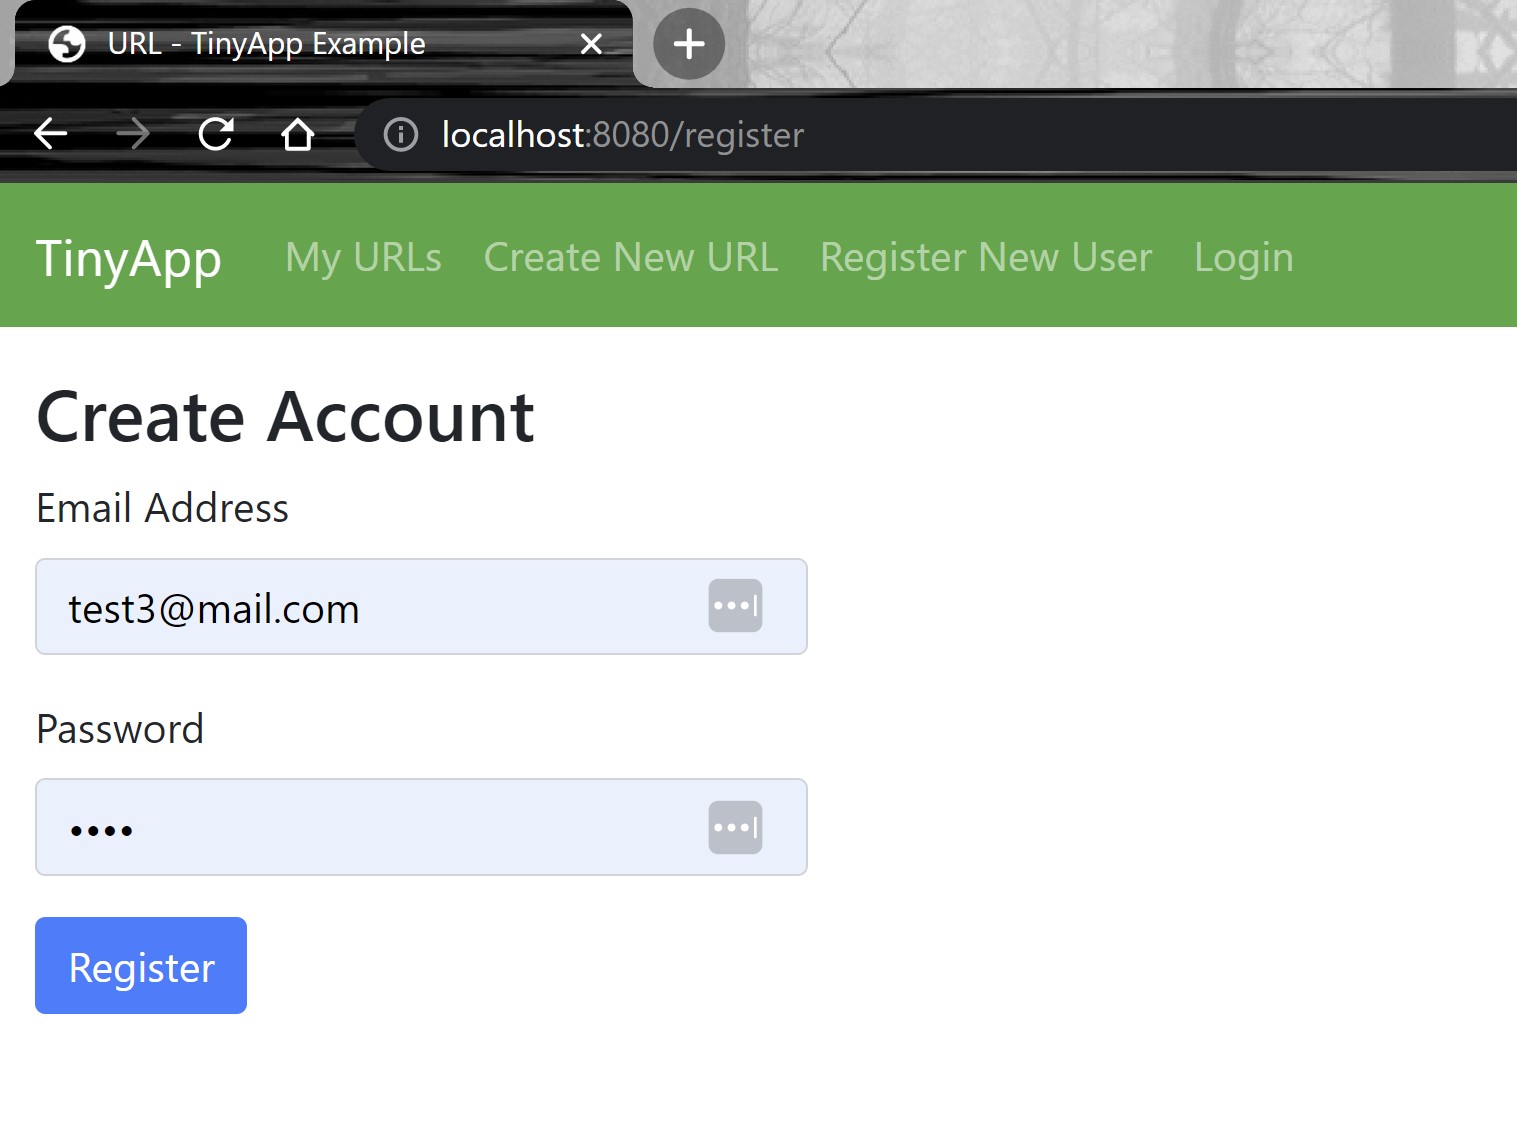 URL - TinyApp Example
localhost:8080/register
TinyApp My URLs Create New URL Register New User Login
Create Account
Email Address
test3@mail.com
Password
••••
Register